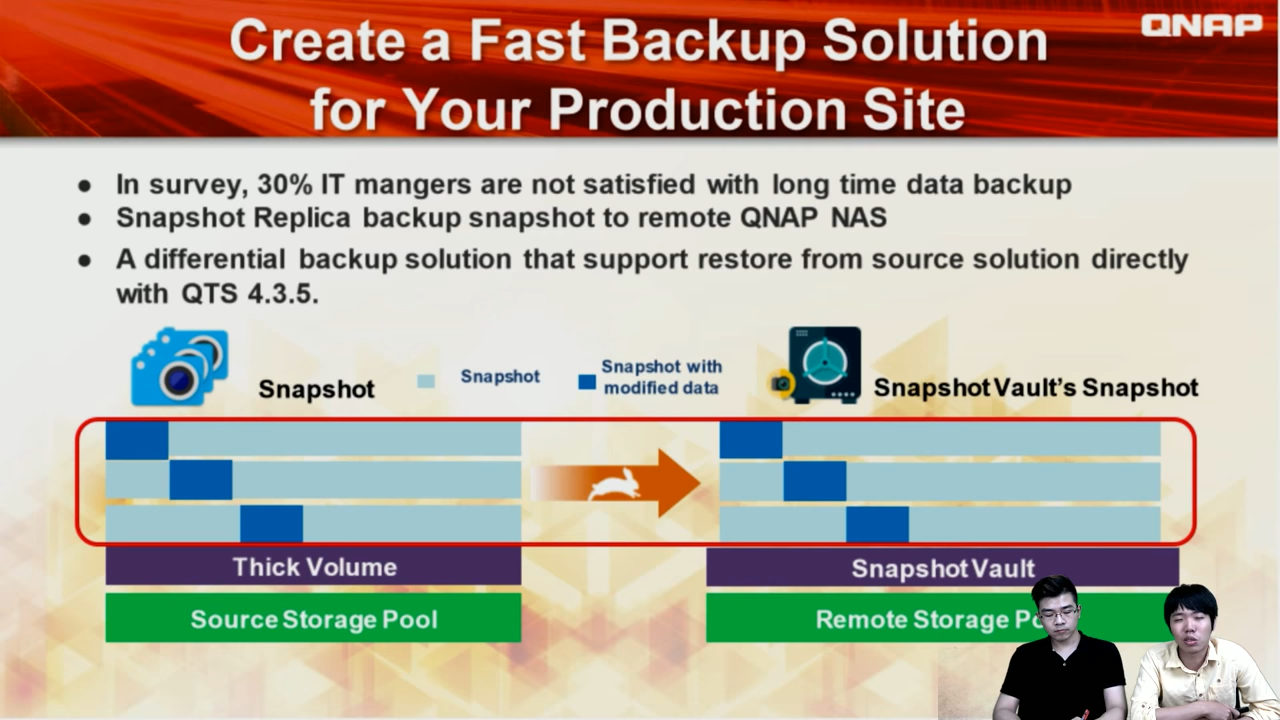 Create a Fast Backup Solution
for Your Production Site
QNAP
● In survey, 30% IT mangers are not satisfied with long time data backup
● Snapshot Replica backup snapshot to remote QNAP NAS
● A differential backup solution that support restore from source solution directly
with QTS 4.3.5.
Snapshot
Snapshot
Snapshot with
modified data
Snapshot Vault's Snapshot
Thick Volume
Snapshot Vault
Source Storage Pool
Remote Storage